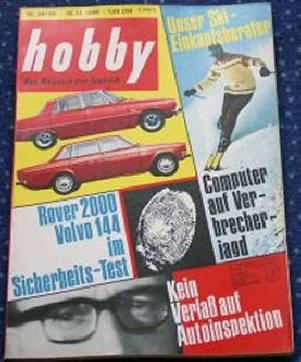 hobby
Das Magazin der Technik
Unser Ski-
Einkaufsberater
Computer
auf Ver-
brecher-
jagd
Rover 2000
Volvo 144
im
Sicherheits-Test
Kein
Verlaß auf
Autoinspektion